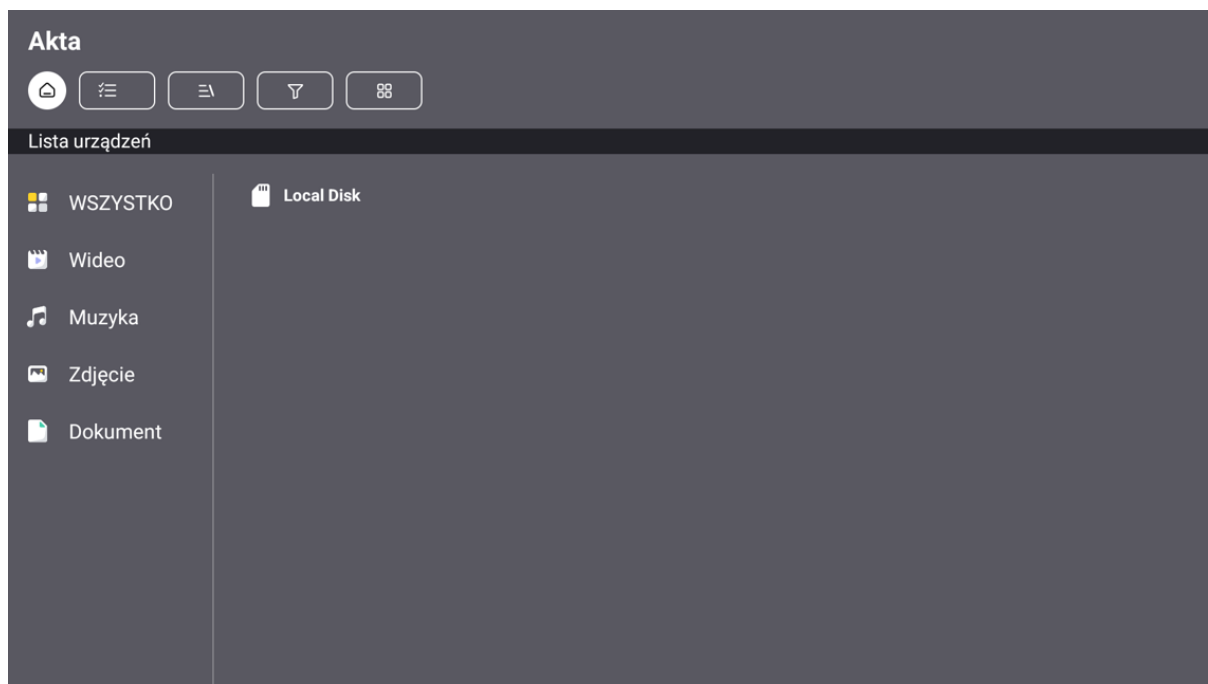 Akta
Lista urządzeń
WSZYSTKO
Local Disk
Wideo
Muzyka
Zdjęcie
Dokument